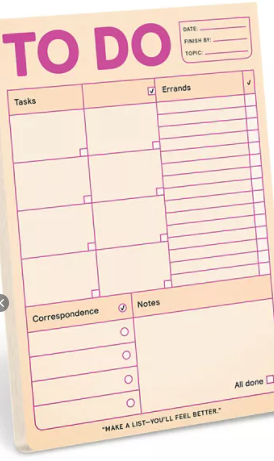 TO DO
DATE:
FINISH BY:
TOPIC:
Tasks
Errands
Correspondence
Notes
All done
"MAKE A LIST—YOU'LL FEEL BETTER."